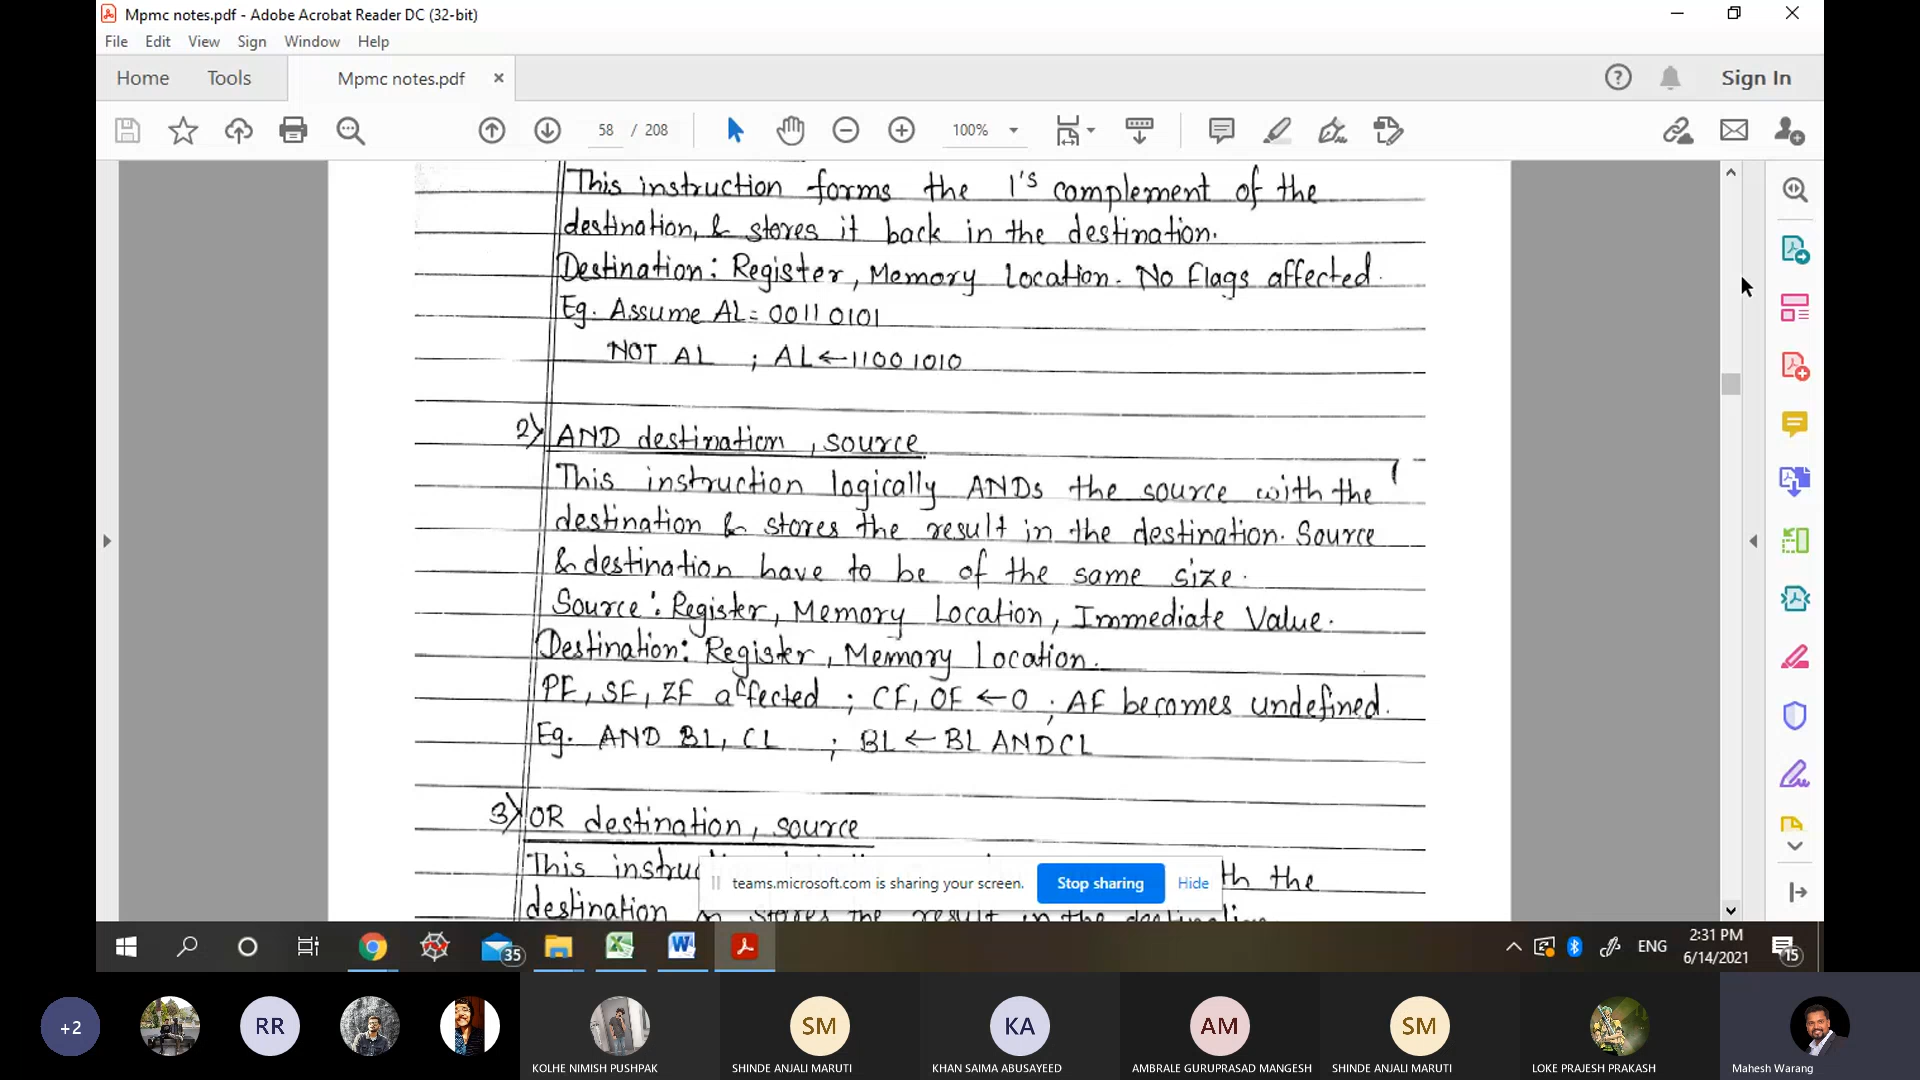 Mpmc notes.pdf - Adobe Acrobat Reader DC (32-bit)
File Edit View Sign Window Help
Home Tools Mpmc notes.pdf × Sign In
58 / 208 100%
This instruction forms the 1's complement of the
destination, & stores it back in the destination.
Destination: Register, Memory Location. No Flags affected.
Eg. Assume AL = 0011 0101
NOT AL ; AL ← 1100 1010
2) AND destination, source
This instruction logically ANDs the source with the
destination & stores the result in the destination. Source
& destination have to be of the same size.
Source: Register, Memory Location, Immediate Value.
Destination: Register, Memory Location.
PF, SF, ZF affected ; CF, OF ← 0 ; AF becomes undefined.
Eg. AND BL, CL ; BL ← BL AND CL
3) OR destination, source
This the
destination stores the result in the
teams.microsoft.com is sharing your screen. Stop sharing Hide
35
ENG
2:31 PM
6/14/2021
15
+2 RR SM KA AM SM
KOLHE NIMISH PUSHPAK SHINDE ANJALI MARUTI KHAN SAIMA ABUSAYEED AMBRALE GURUPRASAD MANGESH SHINDE ANJALI MARUTI LOKE PRAJESH PRAKASH Mahesh Warang